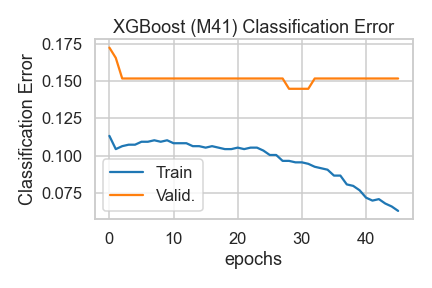 XGBoost (M41) Classification Error
Classification Error
0.175
0.150
0.125
0.100
0.075
Train
Valid.
0 10 20 30 40
epochs